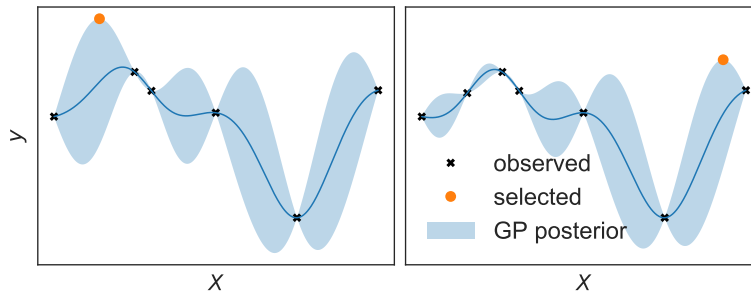 y
observed
selected
GP posterior
X
X